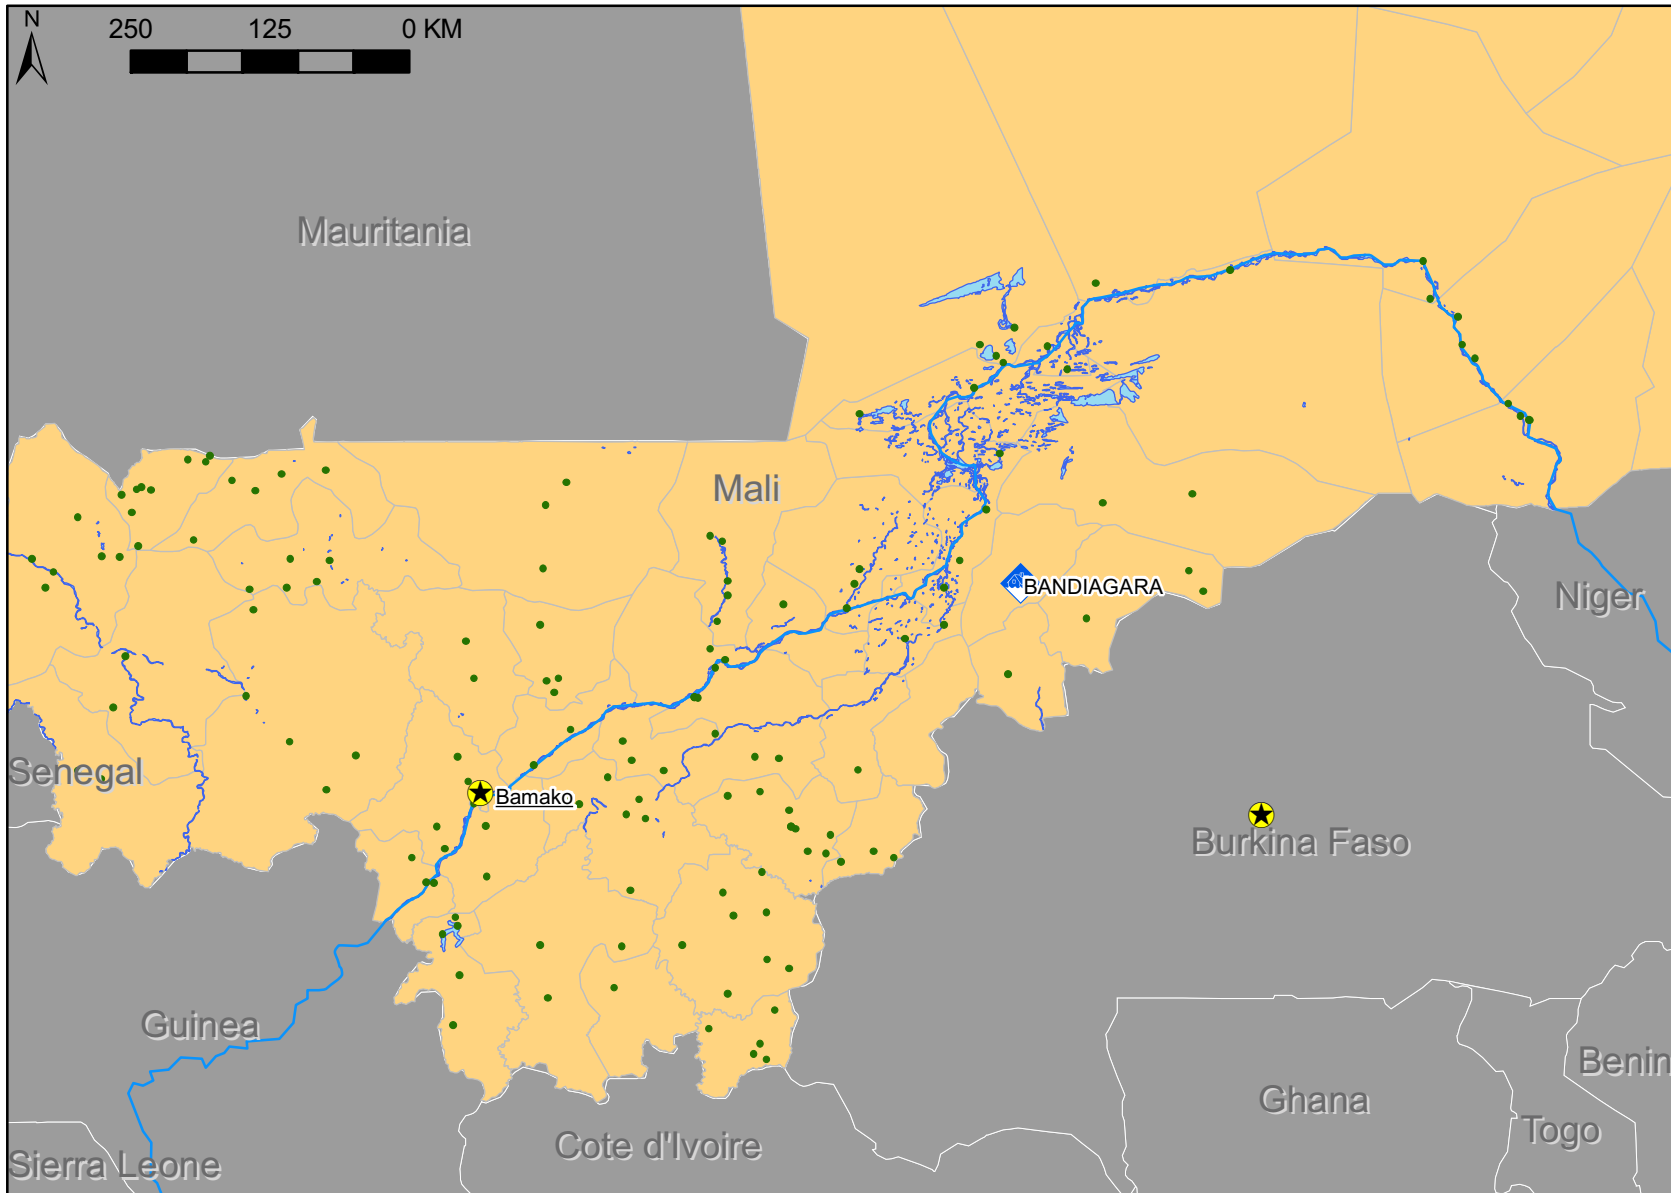 N
250 125 0 KM
Mauritania
Mali
BANDIAGARA
Niger
Senegal
Bamako
Burkina Faso
Guinea
Benin
Ghana
Togo
Cote d'Ivoire
Sierra Leone